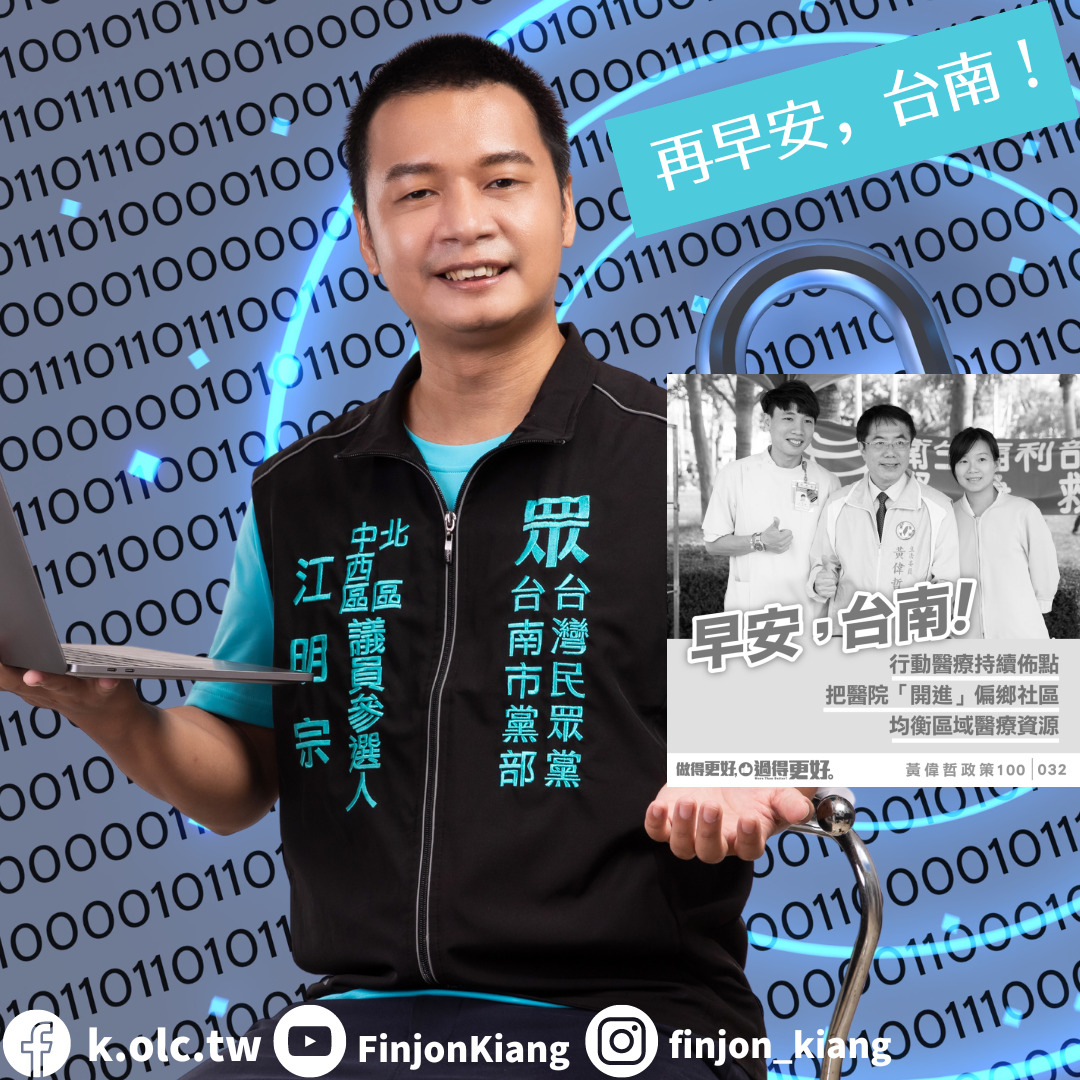 再早安，台南！
北區
中西區
議員參選人
江明宗
眾
台灣民眾黨
台南市黨部
黃偉哲
早安，台南！
行動醫療持續佈點
把醫院「開進」偏鄉社區
均衡區域醫療資源
做得更好，過得更好。
黃偉哲政策100｜032
k.olc.tw
FinjonKiang
finjon_kiang